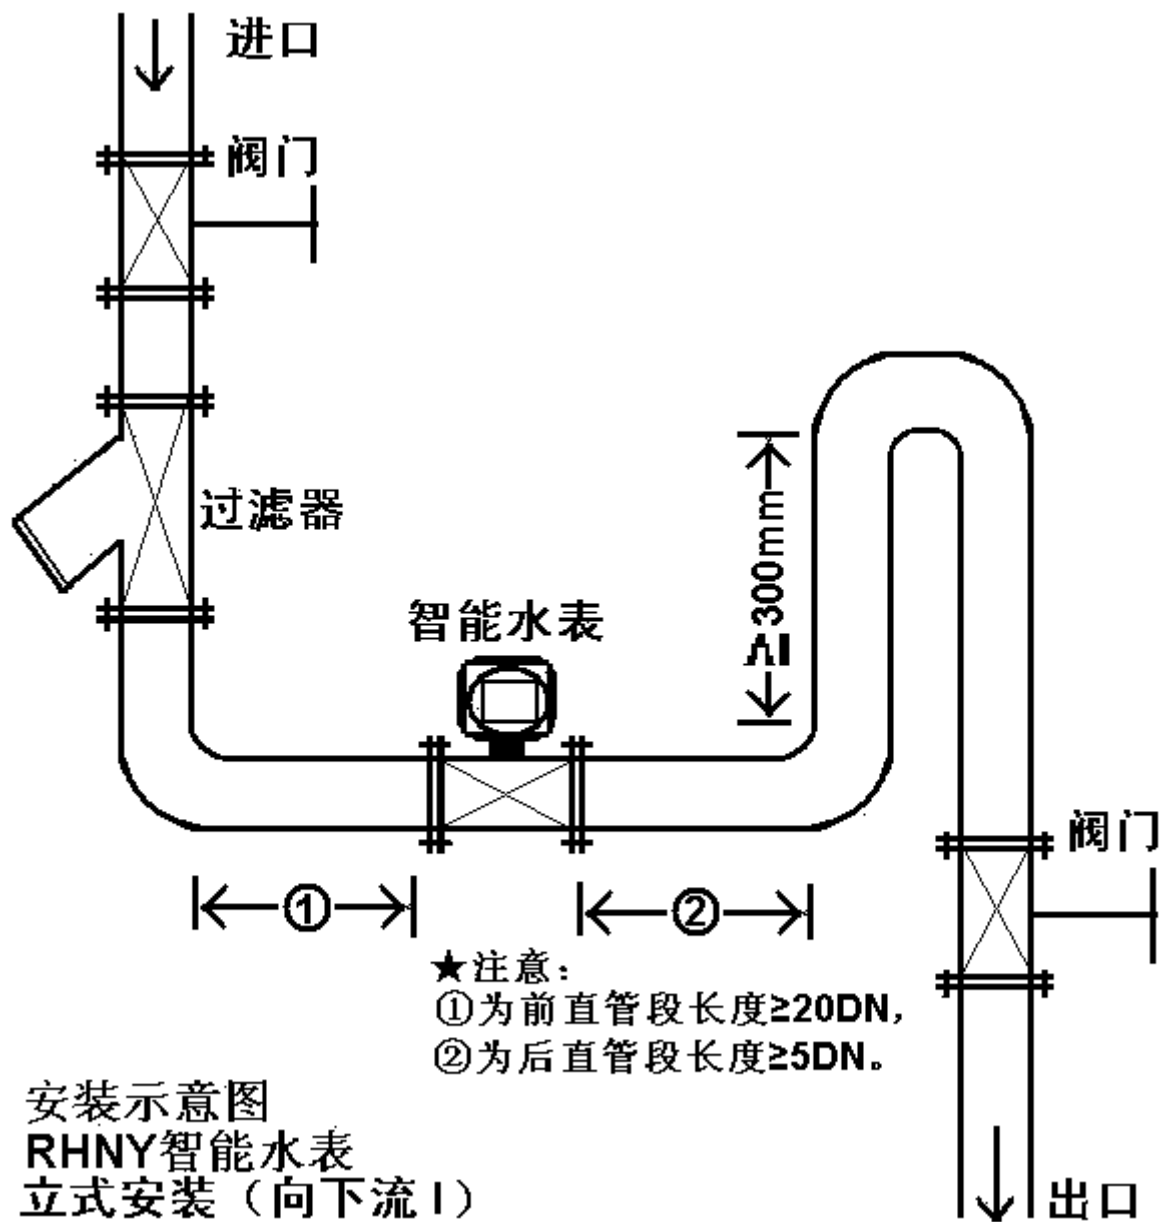 进口
阀门
过滤器
智能水表
≥300mm
阀门
①
②
★注意：
①为前直管段长度≥20DN，
②为后直管段长度≥5DN。
安装示意图
RHNY智能水表
立式安装（向下流Ⅰ）
出口